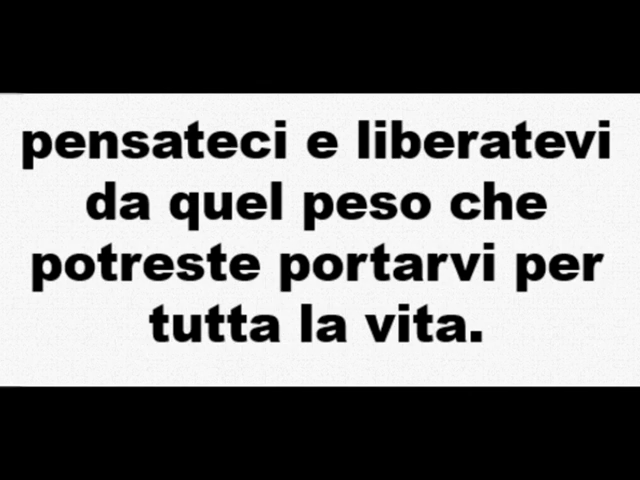 pensateci e liberatevi
da quel peso che
potreste portarvi per
tutta la vita.